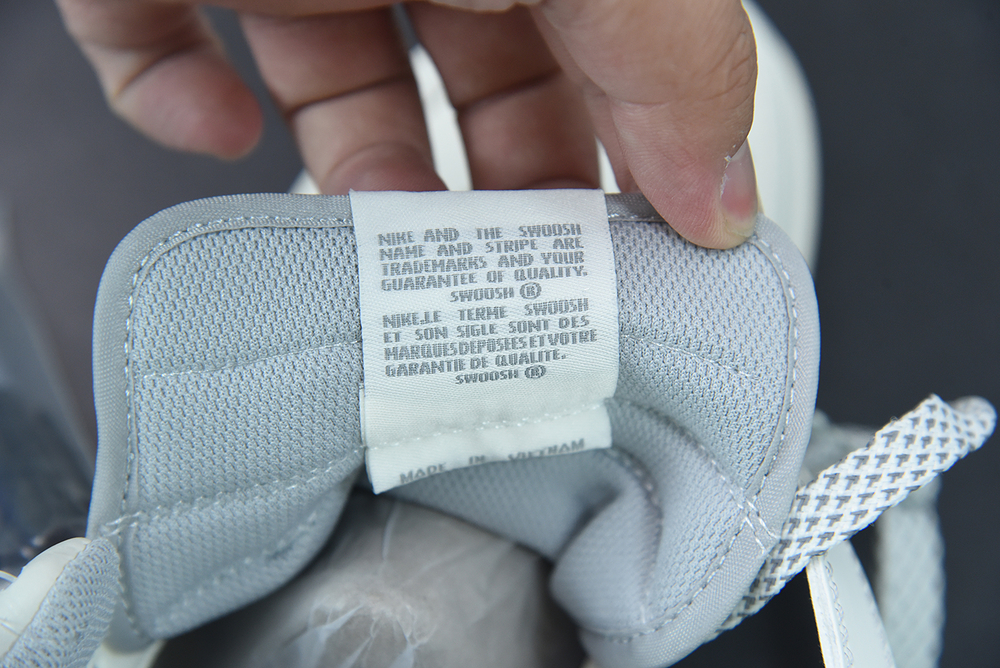 NIKE AND THE SWOOSH
NAME AND STRIPE ARE
TRADEMARKS AND YOUR
GUARANTEE OF QUALITY.
SWOOSH ®
NIKE,LE TERME SWOOSH
ET SON SIGLE SONT DES
MARQUES DEPOSEES ET VOTRE
GARANTIE DE QUALITE.
SWOOSH ®
MADE IN VIETNAM